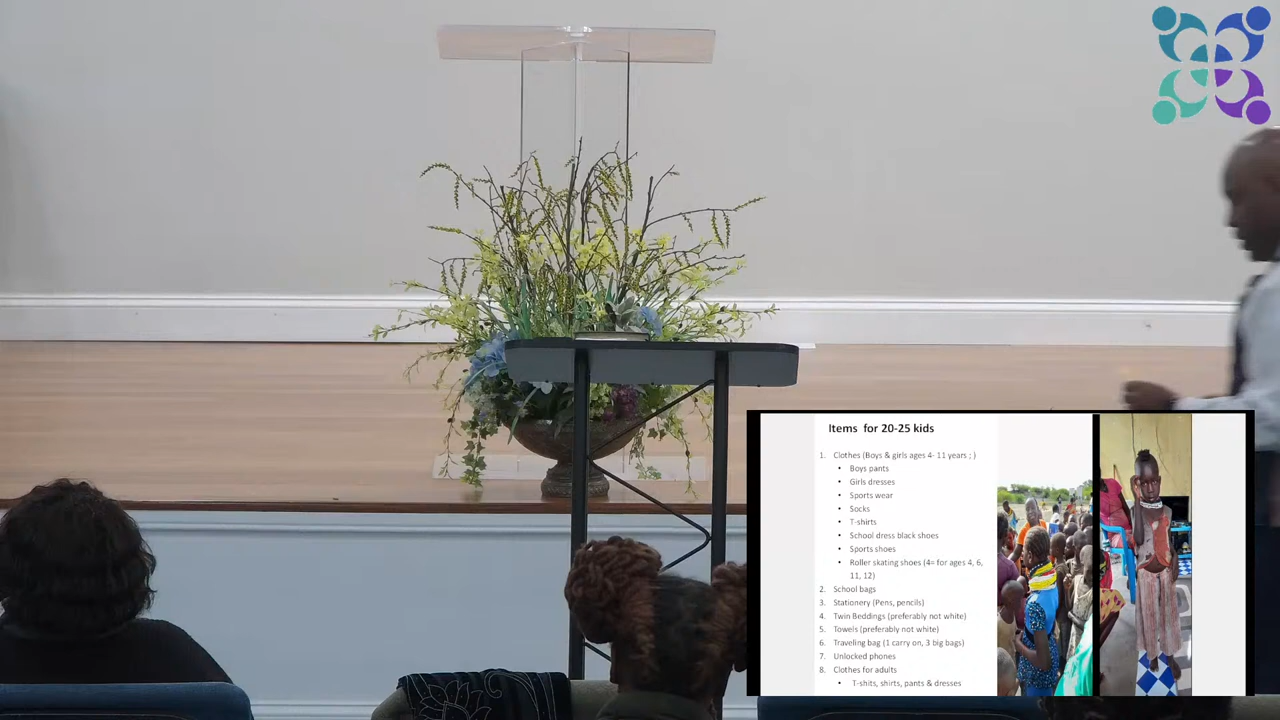 Items for 20-25 kids
1. Clothes (Boys & girls ages 4- 11 years ; )
• Boys pants
• Girls dresses
• Sports wear
• Socks
• T-shirts
• School dress black shoes
• Sports shoes
• Roller skating shoes (4= for ages 4, 6,
11, 12)
2. School bags
3. Stationery (Pens, pencils)
4. Twin Beddings (preferably not white)
5. Towels (preferably not white)
6. Traveling bag (1 carry on, 3 big bags)
7. Unlocked phones
8. Clothes for adults
• T-shits, shirts, pants & dresses